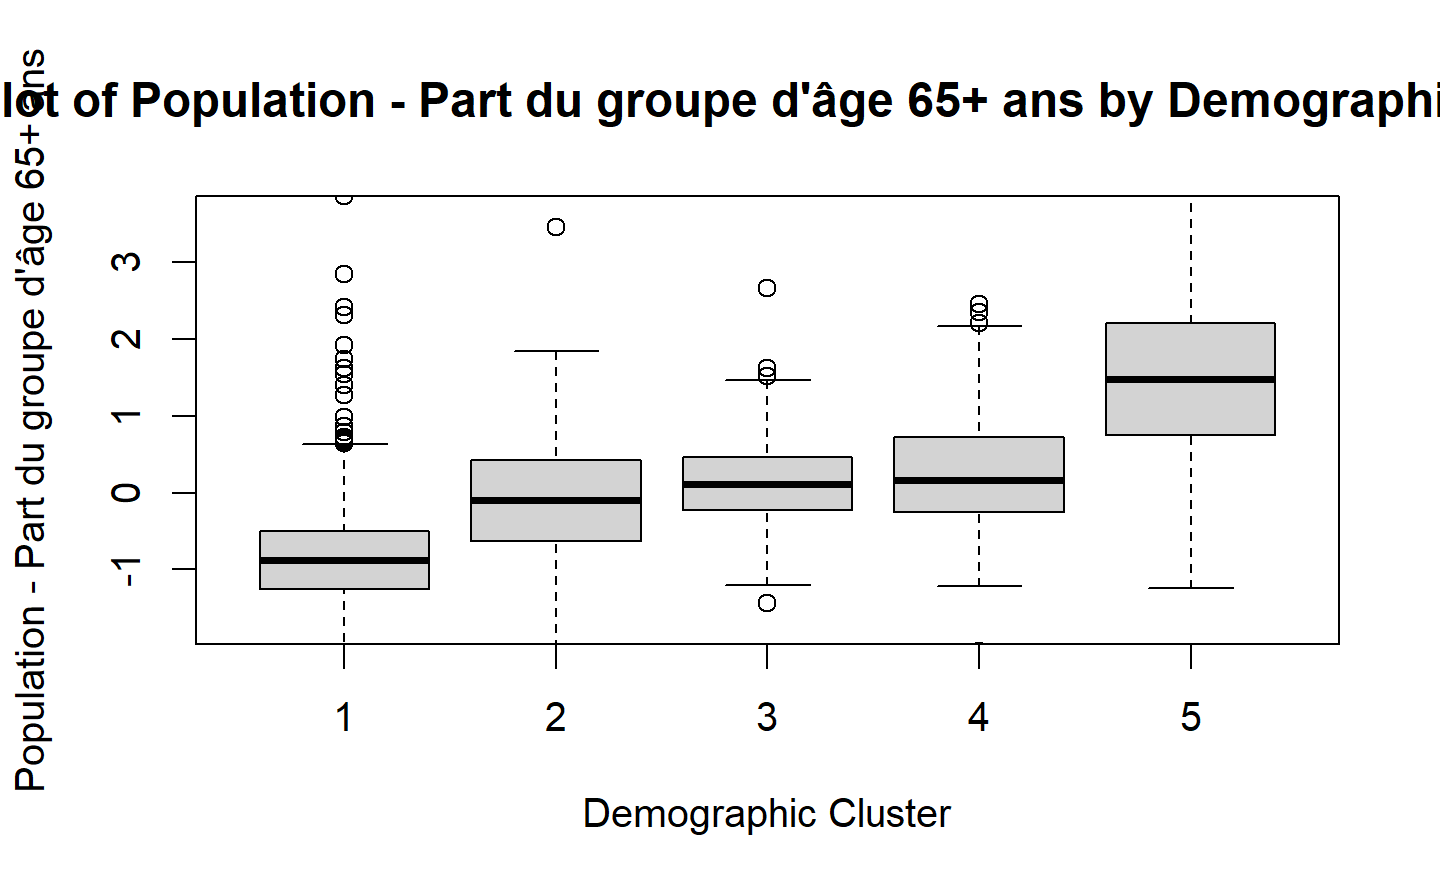 lot of Population - Part du groupe d'âge 65+ ans by Demographi
Population - Part du groupe d'âge 65+ ans
3
2
1
0
-1
1 2 3 4 5
Demographic Cluster